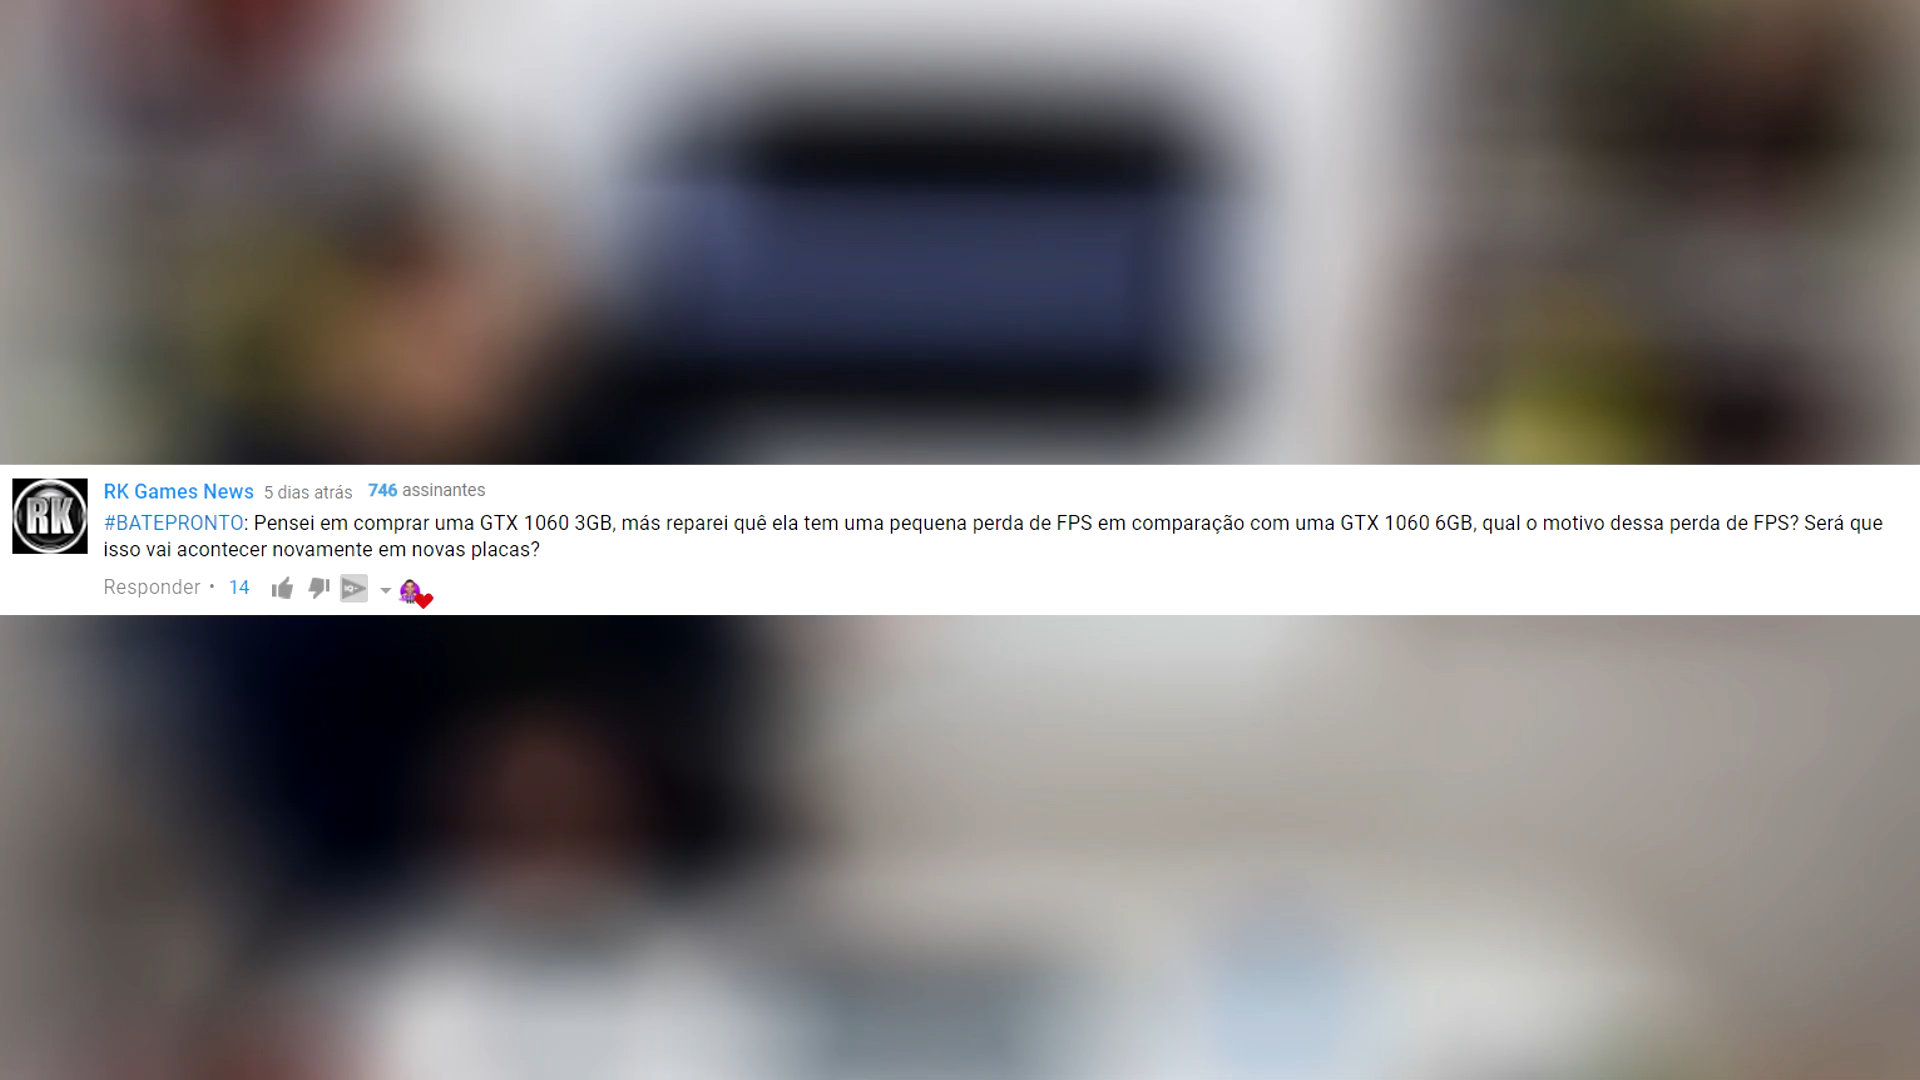 RK
RK Games News 5 dias atrás 746 assinantes
#BATEPRONTO: Pensei em comprar uma GTX 1060 3GB, más reparei quê ela tem uma pequena perda de FPS em comparação com uma GTX 1060 6GB, qual o motivo dessa perda de FPS? Será que
isso vai acontecer novamente em novas placas?
Responder • 14